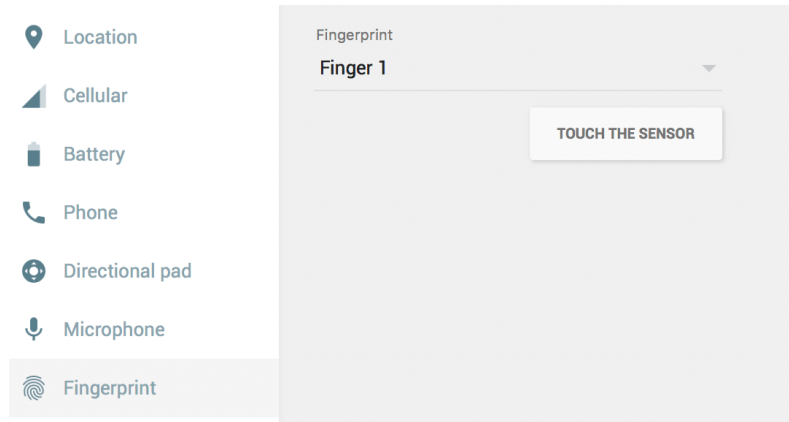 Location
Cellular
Battery
Phone
Directional pad
Microphone
Fingerprint
Fingerprint
Finger 1
TOUCH THE SENSOR